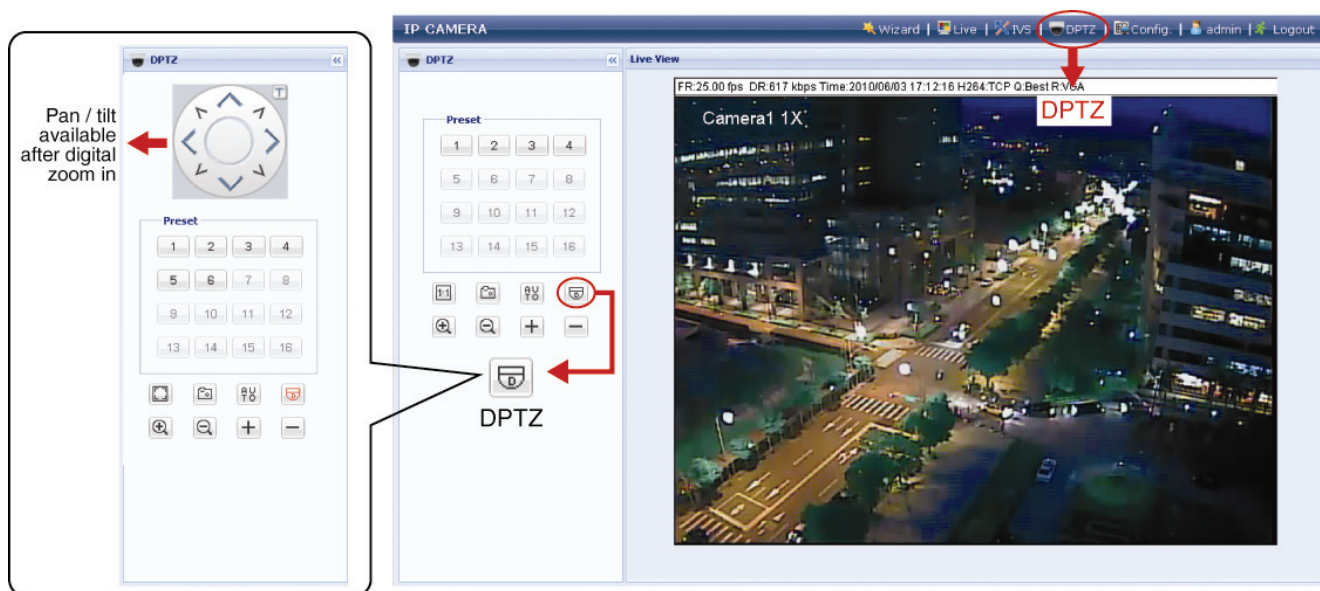 Pan / tilt
available
after digital
zoom in
DPTZ
T
Preset
1 2 3 4
5 6 7 8
9 10 11 12
13 14 15 16
AUTO
D
IP CAMERA
Wizard | Live | IVS | DPTZ | Config. | admin | Logout
DPTZ
Preset
1 2 3 4
5 6 7 8
9 10 11 12
13 14 15 16
1:1
AUTO
D
D
DPTZ
Live View
FR:25.00 fps DR:617 kbps Time:2010/06/03 17:12:16 H264:TCP Q:Best R:VGA
DPTZ
Camera1 1X